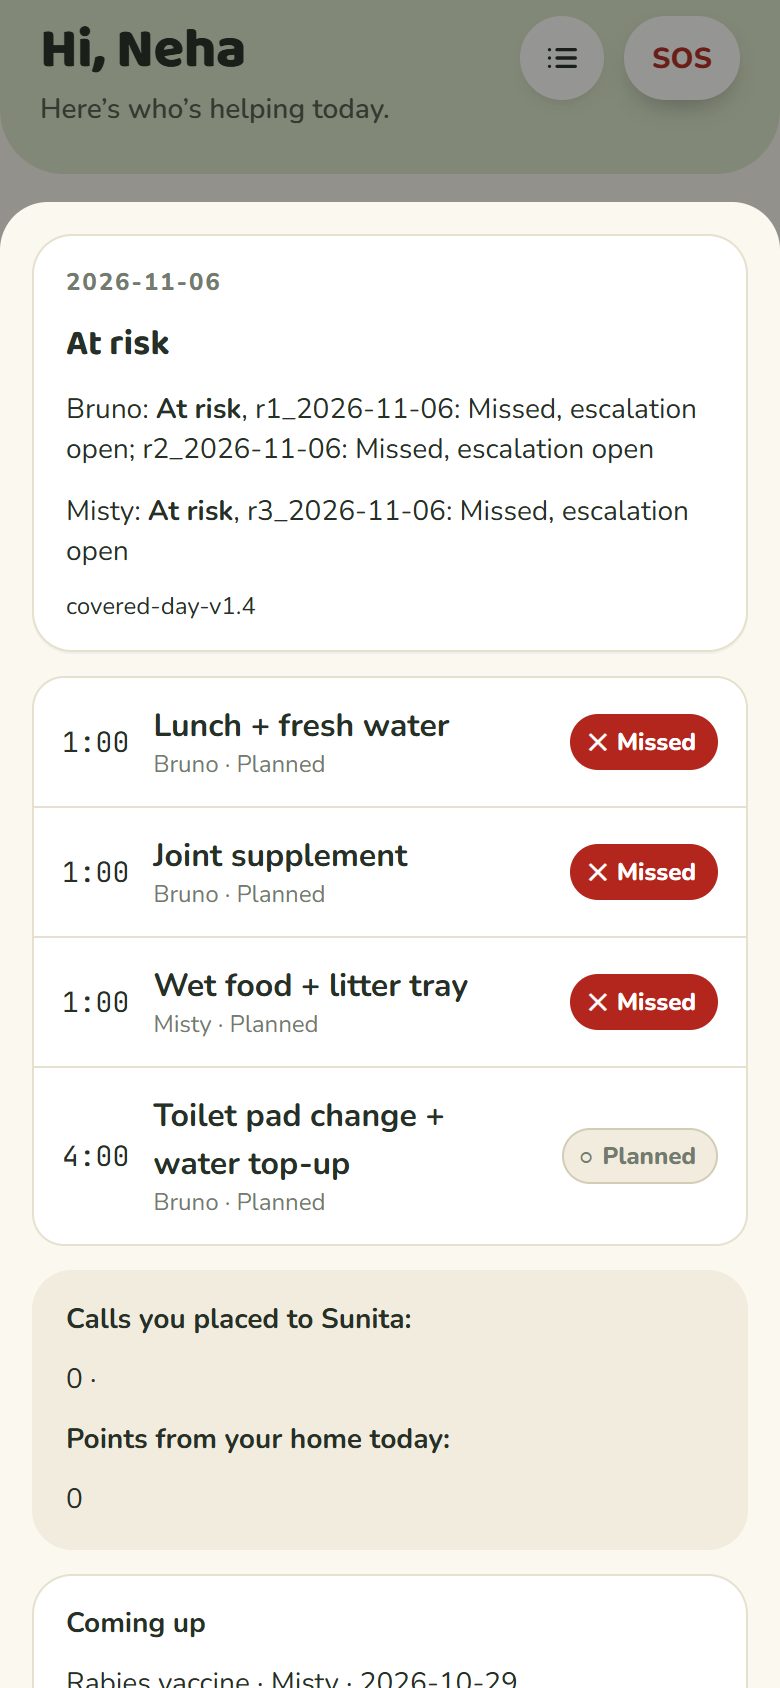 Hi, Neha
Here’s who’s helping today.
SOS
2026-11-06
At risk
Bruno: At risk, r1_2026-11-06: Missed, escalation
open; r2_2026-11-06: Missed, escalation open
Misty: At risk, r3_2026-11-06: Missed, escalation
open
covered-day-v1.4
1:00 Lunch + fresh water
Bruno · Planned
Missed
1:00 Joint supplement
Bruno · Planned
Missed
1:00 Wet food + litter tray
Misty · Planned
Missed
4:00 Toilet pad change +
water top-up
Bruno · Planned
Planned
Calls you placed to Sunita:
0 ·
Points from your home today:
0
Coming up
Rabies vaccine · Misty · 2026-10-29